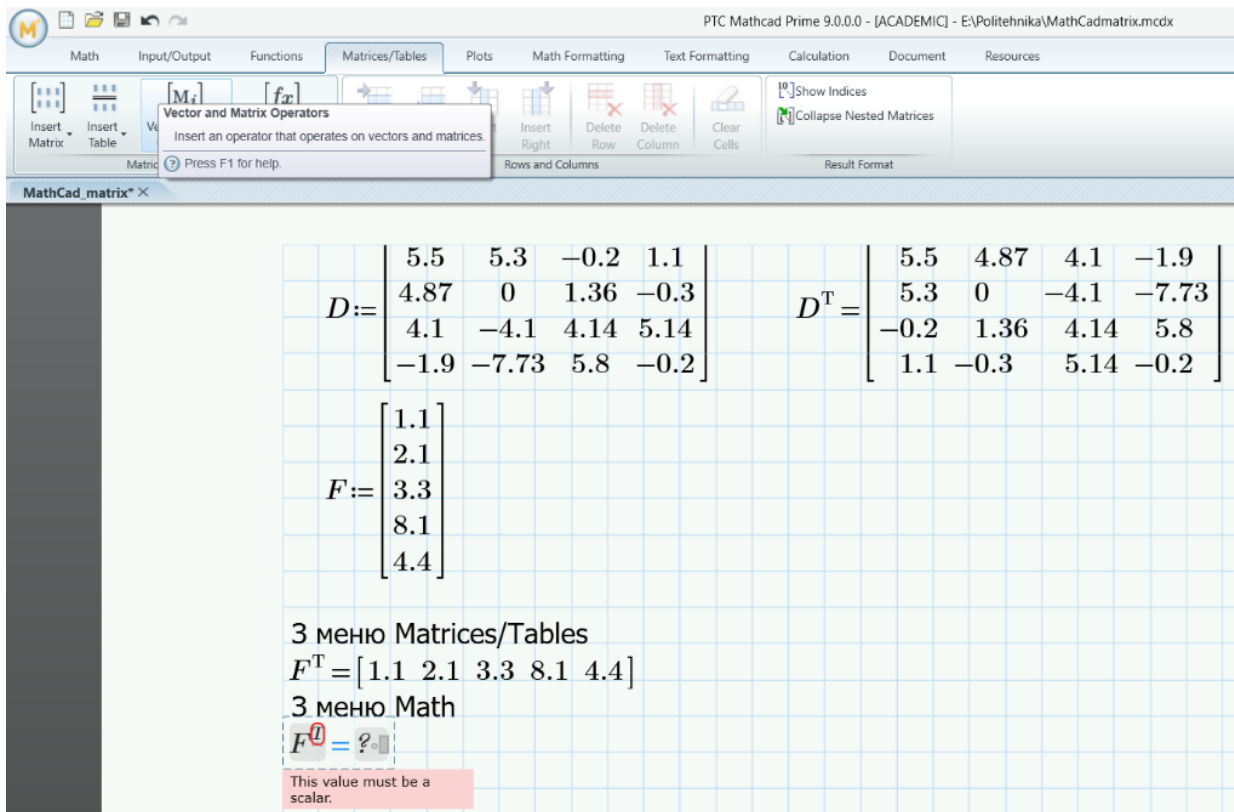 PTC Mathcad Prime 9.0.0.0 - [ACADEMIC] - E:\Politehnika\MathCadmatrix.mcdx
Math Input/Output Functions Matrices/Tables Plots Math Formatting Text Formatting Calculation Document Resources
[M_i] [fx] Show Indices
Vector and Matrix Operators
Insert Matrix Insert Table Insert an operator that operates on vectors and matrices. Insert Right Delete Row Delete Column Clear Cells Collapse Nested Matrices
Press F1 for help. Rows and Columns Result Format
MathCad_matrix*
D:= [5.5 5.3 −0.2 1.1
4.87 0 1.36 −0.3
4.1 −4.1 4.14 5.14
−1.9 −7.73 5.8 −0.2]
D^T = [5.5 4.87 4.1 −1.9
5.3 0 −4.1 −7.73
−0.2 1.36 4.14 5.8
1.1 −0.3 5.14 −0.2]
F:= [1.1
2.1
3.3
8.1
4.4]
З меню Matrices/Tables
F^T = [1.1 2.1 3.3 8.1 4.4]
З меню Math
F^T = ?
This value must be a
scalar.